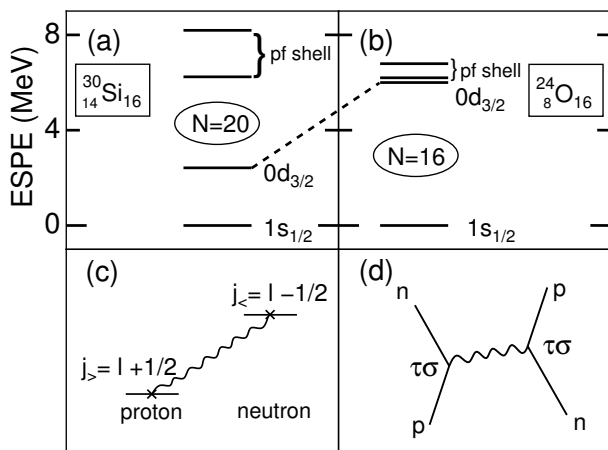 ESPE (MeV)
8
4
0
(a)
30
14Si16
pf shell
N=20
0d3/2
1s1/2
(b)
pf shell
24
8O16
0d3/2
N=16
1s1/2
(c)
j< = l −1/2
j> = l +1/2
proton
neutron
(d)
n
p
τσ
τσ
p
n